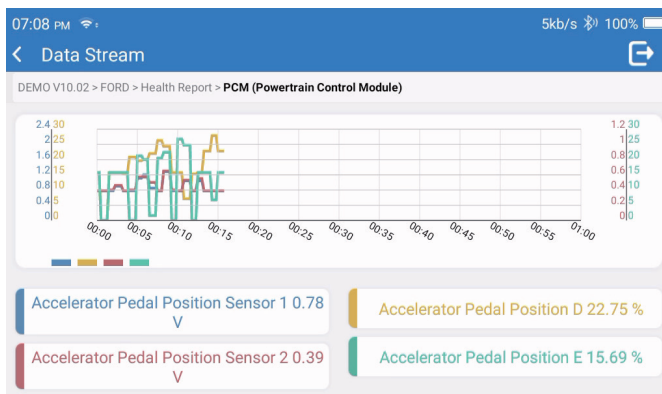 07:08 PM
5kb/s 100%
Data Stream
DEMO V10.02 > FORD > Health Report > PCM (Powertrain Control Module)
2.4 30 1.2 30
2 25 1 25
1.6 20 0.8 20
1.2 15 0.6 15
0.8 10 0.4 10
0.4 5 0.2 5
0 0 0 0
00:00 00:05 00:10 00:15 00:20 00:25 00:30 00:35 00:40 00:45 00:50 00:55 01:00
Accelerator Pedal Position Sensor 1 0.78
V
Accelerator Pedal Position D 22.75 %
Accelerator Pedal Position Sensor 2 0.39
V
Accelerator Pedal Position E 15.69 %